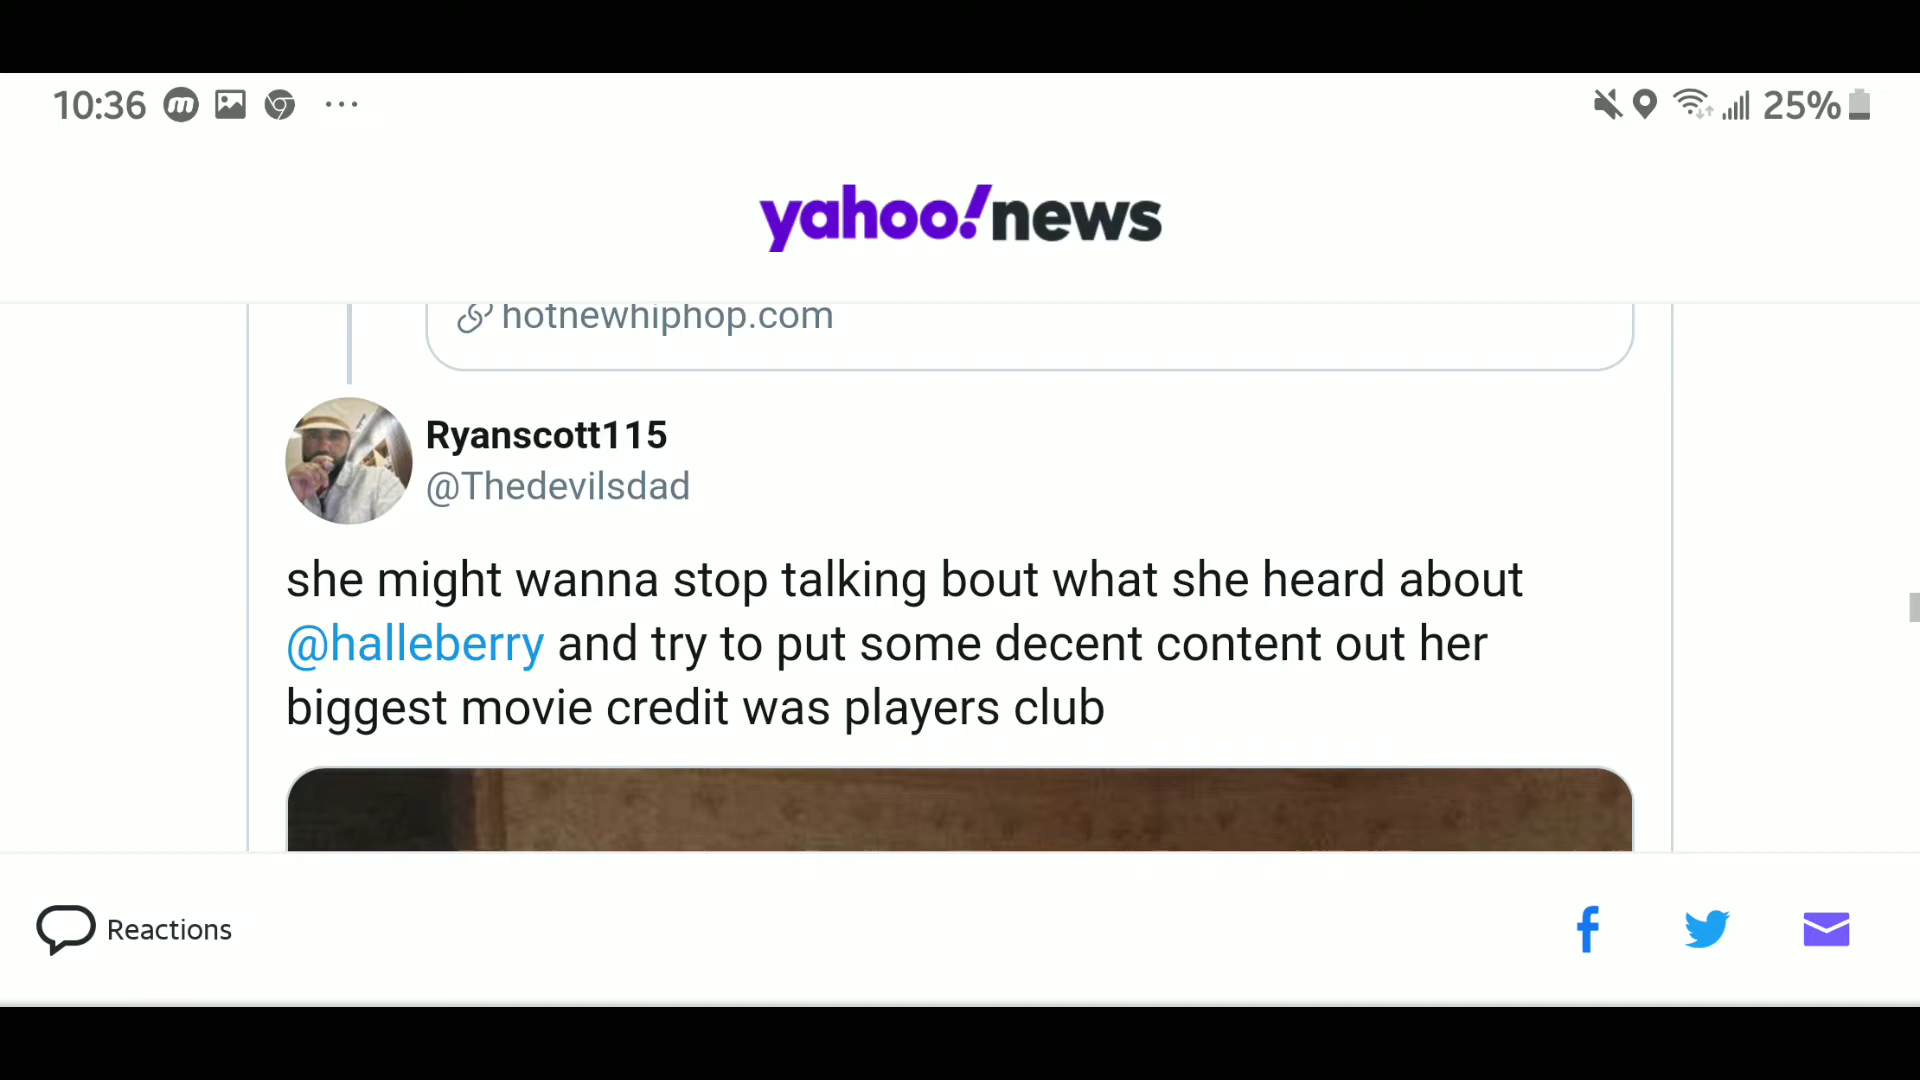 10:36
25%
yahoo!news
hotnewhiphop.com
Ryanscott115
@Thedevilsdad
she might wanna stop talking bout what she heard about
@halleberry and try to put some decent content out her
biggest movie credit was players club
Reactions